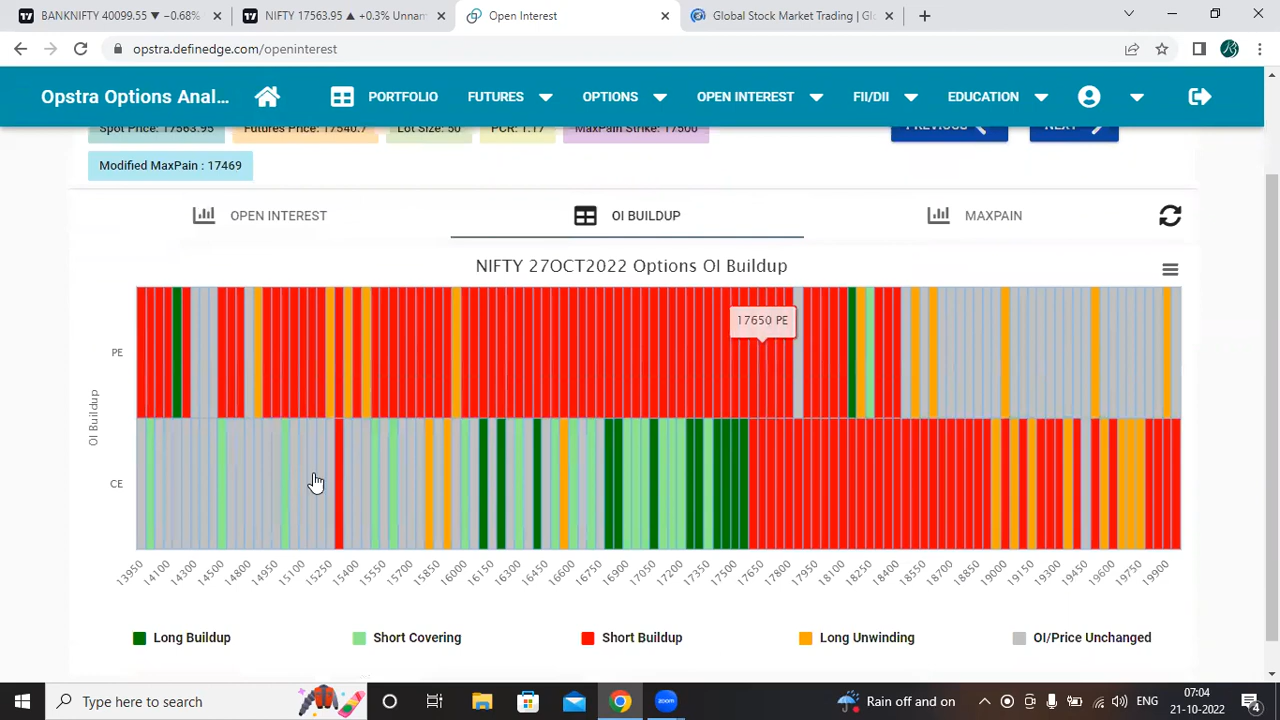 BANKNIFTY 40099.55 ▼ −0.68%
NIFTY 17563.95 ▲ +0.3% Unnam
Open Interest
Global Stock Market Trading | Gl
opstra.definedge.com/openinterest
Opstra Options Anal...
PORTFOLIO
FUTURES
OPTIONS
OPEN INTEREST
FII/DII
EDUCATION
Spot Price: 17563.95
Futures Price: 17540.7
Lot Size: 50
PCR: 1.17
MaxPain Strike: 17500
PREVIOUS
NEXT
Modified MaxPain : 17469
OPEN INTEREST
OI BUILDUP
MAXPAIN
NIFTY 27OCT2022 Options OI Buildup
17650 PE
PE
OI Buildup
CE
13950 14100 14300 14500 14800 14950 15100 15250 15400 15550 15700 15850 16000 16150 16300 16450 16600 16750 16900 17050 17200 17350 17500 17650 17800 17950 18100 18250 18400 18550 18700 18850 19000 19150 19300 19450 19600 19750 19900
Long Buildup
Short Covering
Short Buildup
Long Unwinding
OI/Price Unchanged
Type here to search
zoom
Rain off and on
ENG
07:04
21-10-2022
4